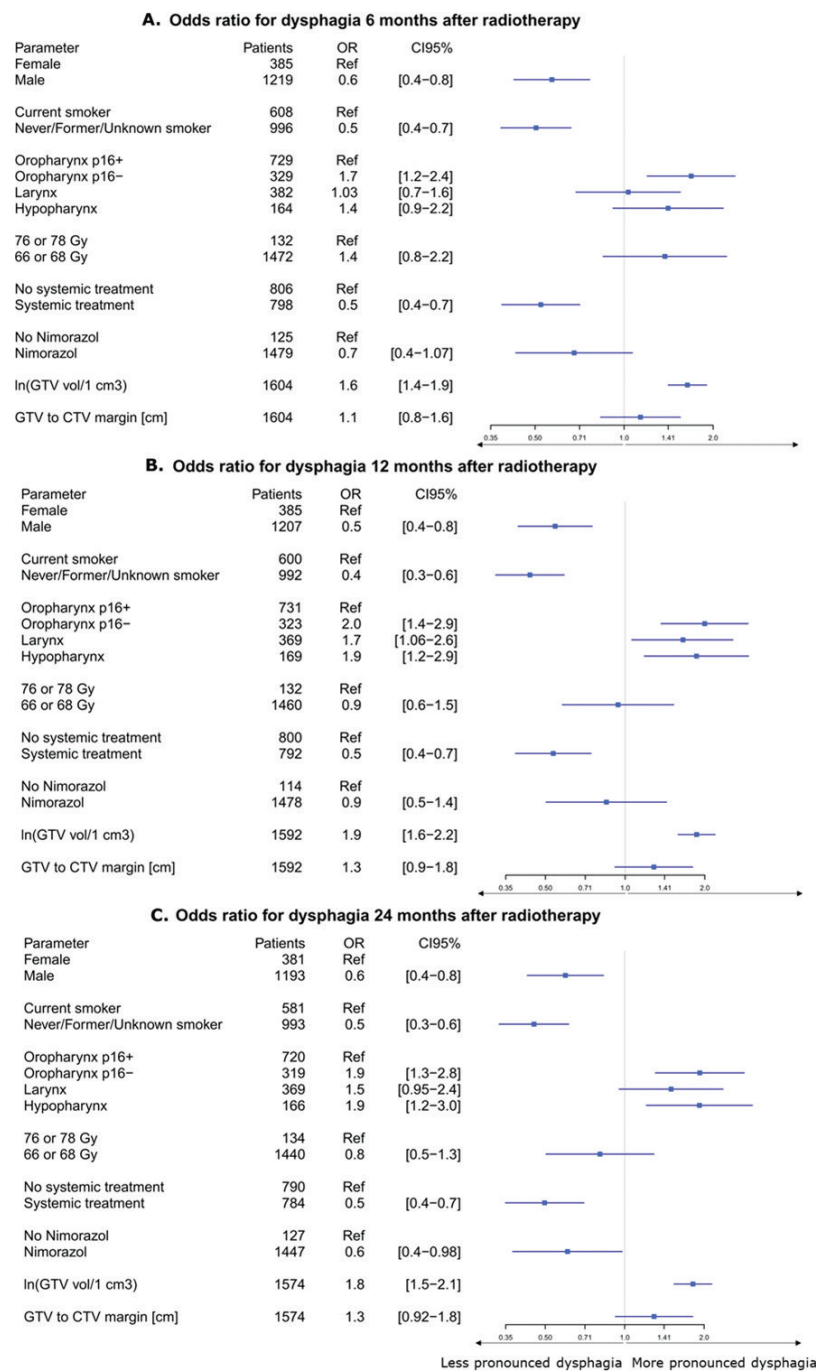 A. Odds ratio for dysphagia 6 months after radiotherapy
Parameter Patients OR CI95%
Female 385 Ref
Male 1219 0.6 [0.4−0.8]
Current smoker 608 Ref
Never/Former/Unknown smoker 996 0.5 [0.4−0.7]
Oropharynx p16+ 729 Ref
Oropharynx p16− 329 1.7 [1.2−2.4]
Larynx 382 1.03 [0.7−1.6]
Hypopharynx 164 1.4 [0.9−2.2]
76 or 78 Gy 132 Ref
66 or 68 Gy 1472 1.4 [0.8−2.2]
No systemic treatment 806 Ref
Systemic treatment 798 0.5 [0.4−0.7]
No Nimorazol 125 Ref
Nimorazol 1479 0.7 [0.4−1.07]
ln(GTV vol/1 cm3) 1604 1.6 [1.4−1.9]
GTV to CTV margin [cm] 1604 1.1 [0.8−1.6]
0.35 0.50 0.71 1.0 1.41 2.0
B. Odds ratio for dysphagia 12 months after radiotherapy
Parameter Patients OR CI95%
Female 385 Ref
Male 1207 0.5 [0.4−0.8]
Current smoker 600 Ref
Never/Former/Unknown smoker 992 0.4 [0.3−0.6]
Oropharynx p16+ 731 Ref
Oropharynx p16− 323 2.0 [1.4−2.9]
Larynx 369 1.7 [1.06−2.6]
Hypopharynx 169 1.9 [1.2−2.9]
76 or 78 Gy 132 Ref
66 or 68 Gy 1460 0.9 [0.6−1.5]
No systemic treatment 800 Ref
Systemic treatment 792 0.5 [0.4−0.7]
No Nimorazol 114 Ref
Nimorazol 1478 0.9 [0.5−1.4]
ln(GTV vol/1 cm3) 1592 1.9 [1.6−2.2]
GTV to CTV margin [cm] 1592 1.3 [0.9−1.8]
0.35 0.50 0.71 1.0 1.41 2.0
C. Odds ratio for dysphagia 24 months after radiotherapy
Parameter Patients OR CI95%
Female 381 Ref
Male 1193 0.6 [0.4−0.8]
Current smoker 581 Ref
Never/Former/Unknown smoker 993 0.5 [0.3−0.6]
Oropharynx p16+ 720 Ref
Oropharynx p16− 319 1.9 [1.3−2.8]
Larynx 369 1.5 [0.95−2.4]
Hypopharynx 166 1.9 [1.2−3.0]
76 or 78 Gy 134 Ref
66 or 68 Gy 1440 0.8 [0.5−1.3]
No systemic treatment 790 Ref
Systemic treatment 784 0.5 [0.4−0.7]
No Nimorazol 127 Ref
Nimorazol 1447 0.6 [0.4−0.98]
ln(GTV vol/1 cm3) 1574 1.8 [1.5−2.1]
GTV to CTV margin [cm] 1574 1.3 [0.92−1.8]
0.35 0.50 0.71 1.0 1.41 2.0
Less pronounced dysphagia More pronounced dysphagia